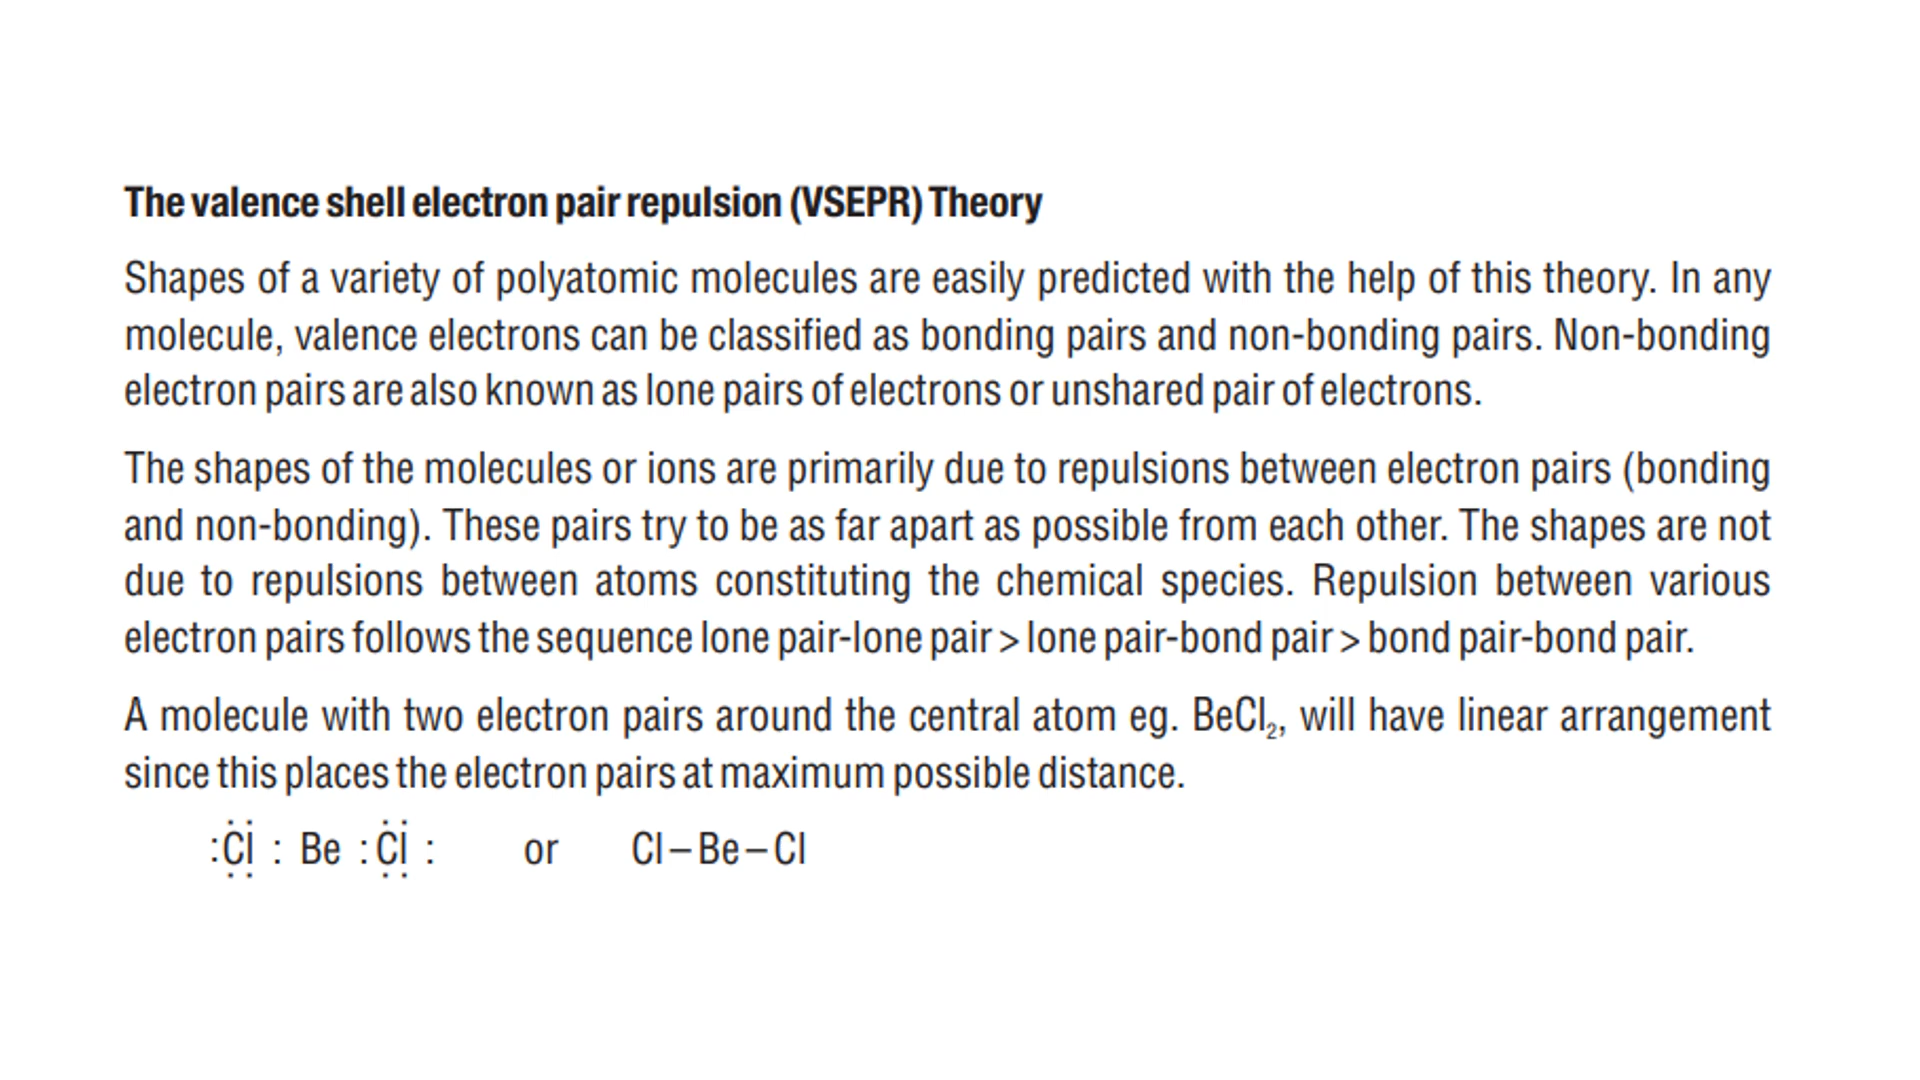 The valence shell electron pair repulsion (VSEPR) Theory
Shapes of a variety of polyatomic molecules are easily predicted with the help of this theory. In any
molecule, valence electrons can be classified as bonding pairs and non-bonding pairs. Non-bonding
electron pairs are also known as lone pairs of electrons or unshared pair of electrons.
The shapes of the molecules or ions are primarily due to repulsions between electron pairs (bonding
and non-bonding). These pairs try to be as far apart as possible from each other. The shapes are not
due to repulsions between atoms constituting the chemical species. Repulsion between various
electron pairs follows the sequence lone pair-lone pair > lone pair-bond pair > bond pair-bond pair.
A molecule with two electron pairs around the central atom eg. BeCl₂, will have linear arrangement
since this places the electron pairs at maximum possible distance.
:Cl : Be :Cl : or Cl – Be – Cl